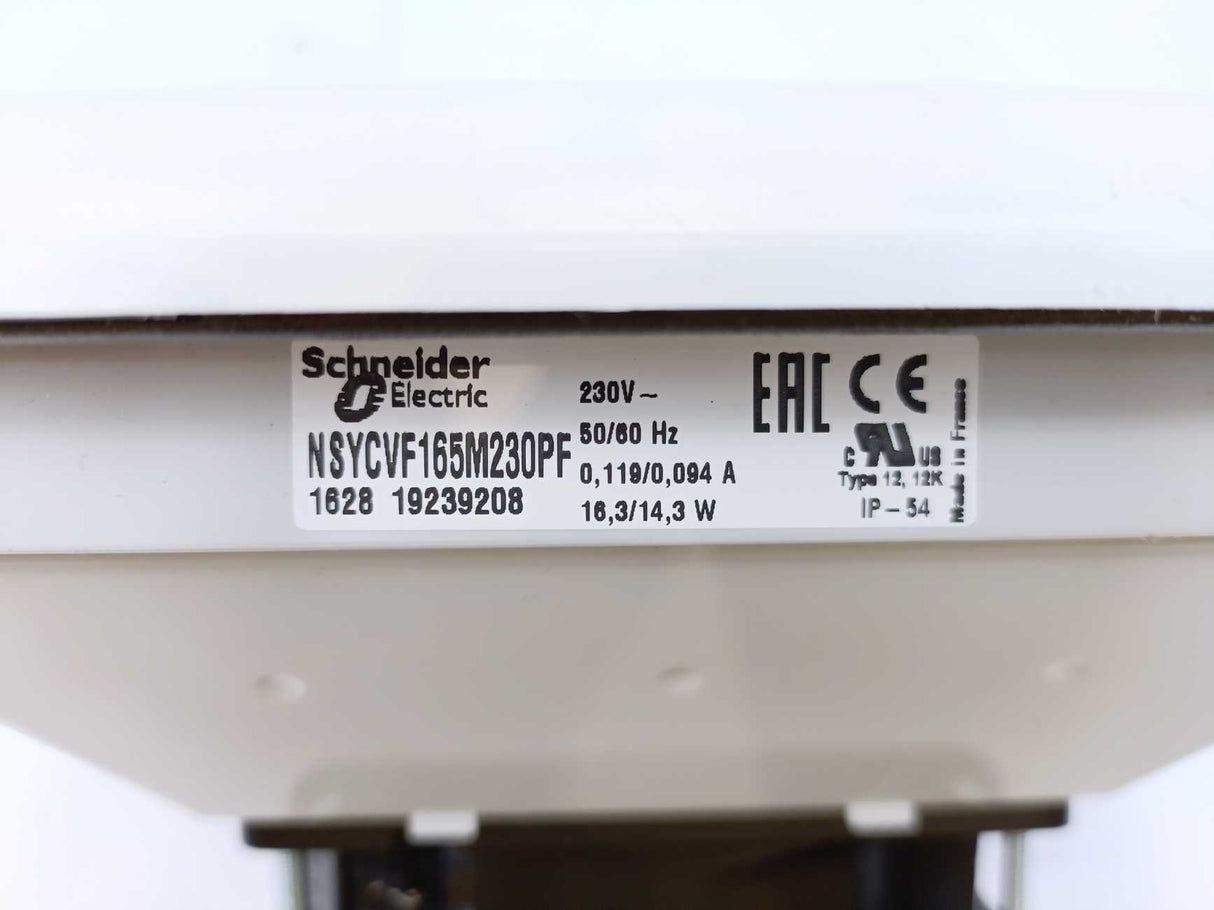 Schneider
Electric
NSYCVF165M230PF
1628 19239208
230V~
50/60 Hz
0,119/0,094 A
16,3/14,3 W
EAC CE
C UL US
Type 12, 12K
IP-54
Made in France